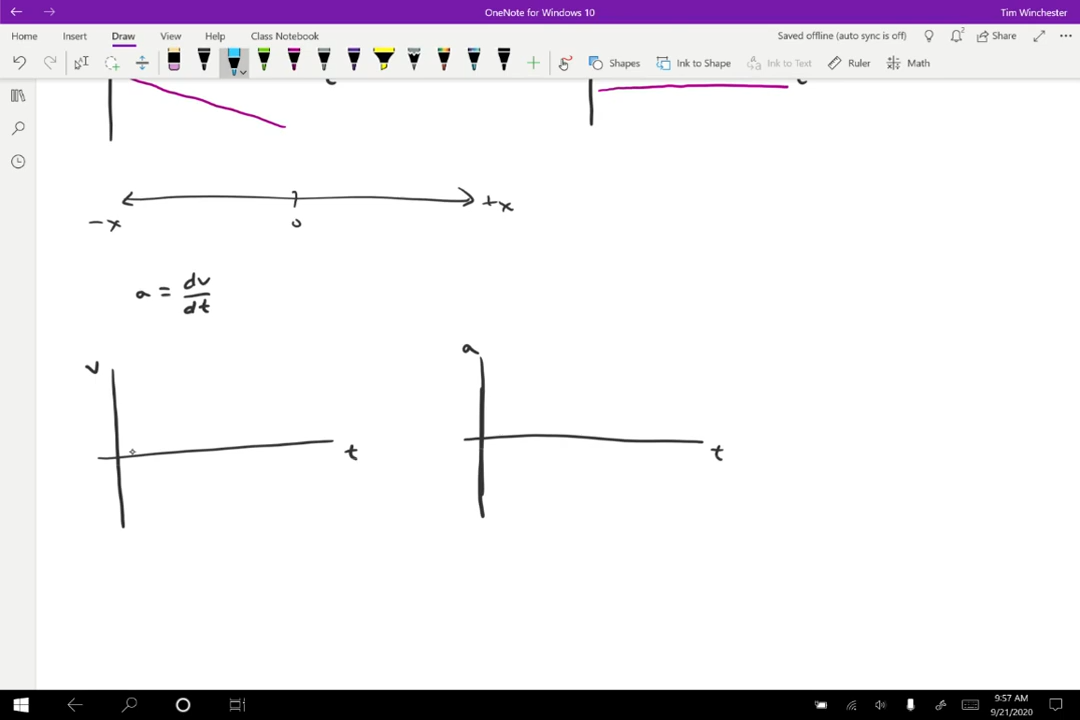 OneNote for Windows 10
Tim Winchester
Home Insert Draw View Help Class Notebook
Saved offline (auto sync is off) Share
Shapes Ink to Shape Ink to Text Ruler Math
-x 0 +x
a = dv/dt
v t
a t
9:57 AM
9/21/2020